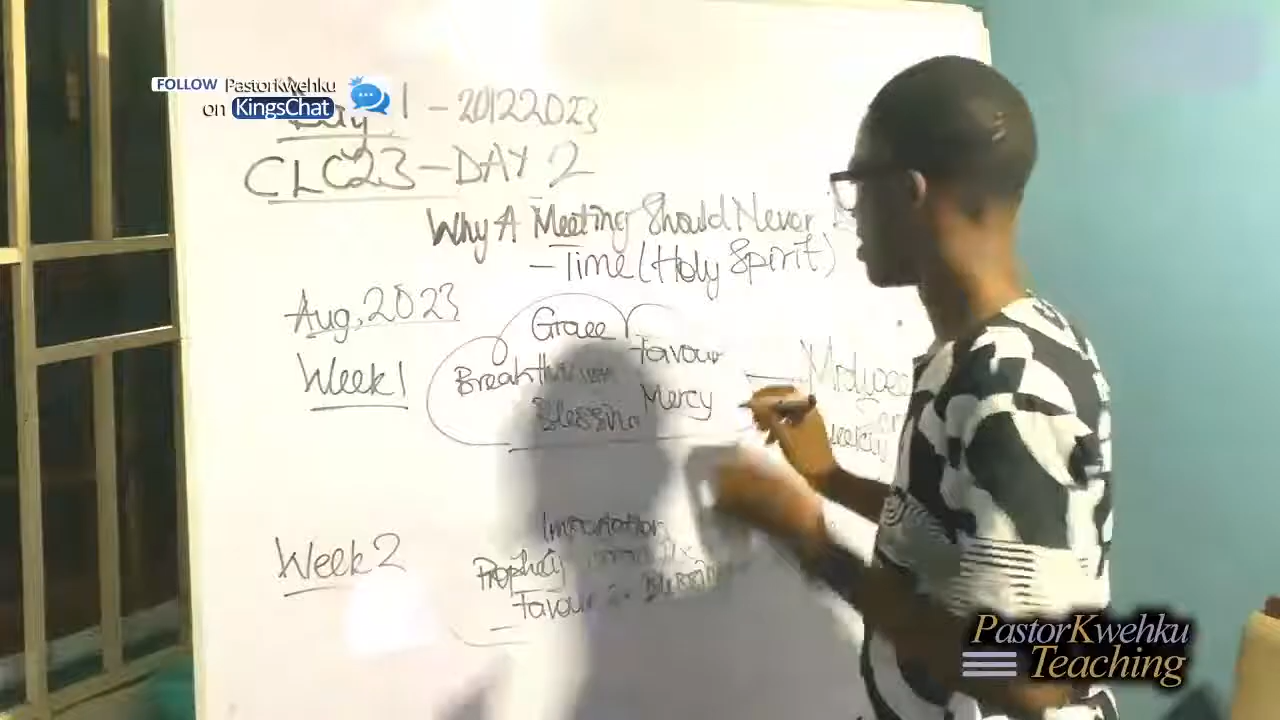 FOLLOW PastorKwehku
on KingsChat
Day 1 - 20122023
CLC23 - DAY 2
Why A Meeting Should Never
- Time (Holy Spirit)
Aug, 2023
Week 1
Grace
Favour
Breakthrough
Mercy
Blessing
Week 2
Prophecy
Favour
PastorKwehku
Teaching